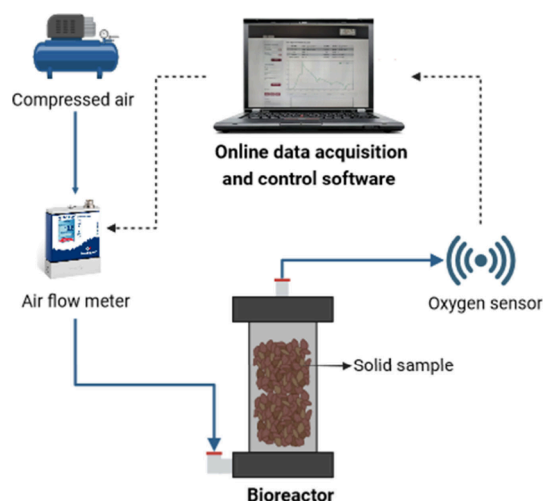 Compressed air
Online data acquisition
and control software
Air flow meter
Oxygen sensor
Solid sample
Bioreactor